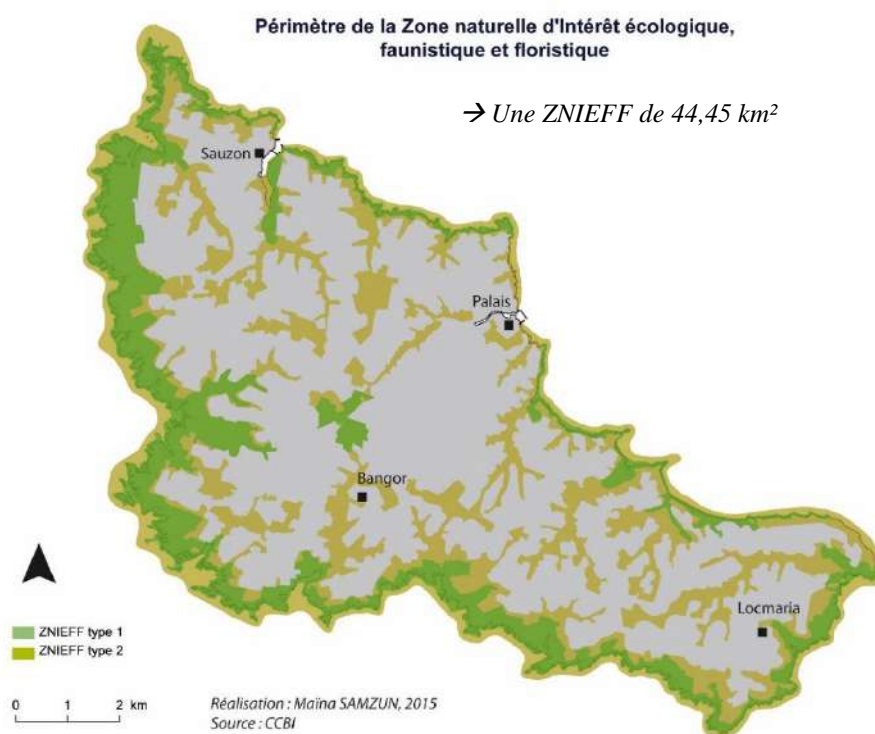 Périmètre de la Zone naturelle d'Intérêt écologique,
faunistique et floristique
→ Une ZNIEFF de 44,45 km²
Sauzon
Palais
Bangor
Locmaria
ZNIEFF type 1
ZNIEFF type 2
0 1 2 km
Réalisation : Maïna SAMZUN, 2015
Source : CCBI